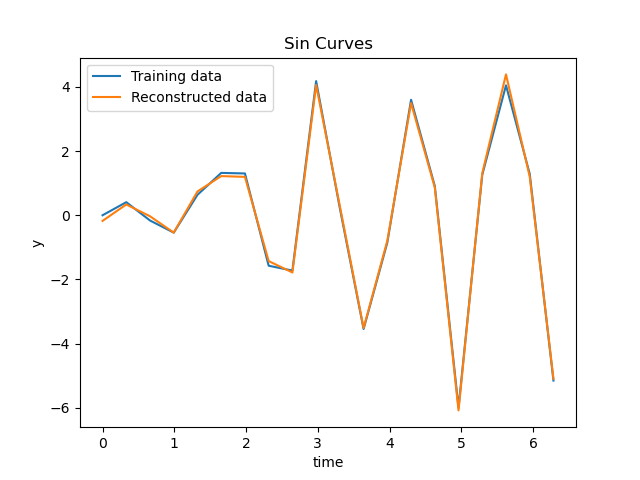 Sin Curves
Training data
Reconstructed data
4
2
0
−2
−4
−6
y
0 1 2 3 4 5 6
time